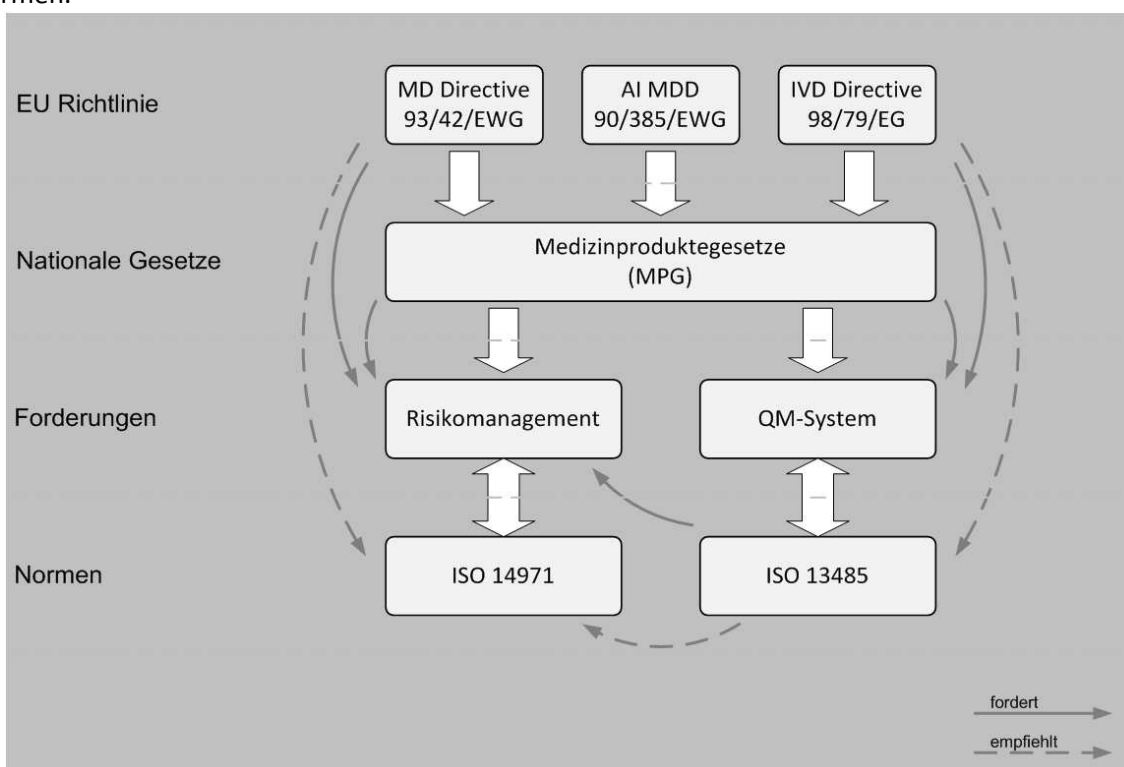 EU Richtlinie
MD Directive
93/42/EWG
AI MDD
90/385/EWG
IVD Directive
98/79/EG
Nationale Gesetze
Medizinproduktegesetze
(MPG)
Forderungen
Risikomanagement
QM-System
Normen
ISO 14971
ISO 13485
fordert
empfiehlt